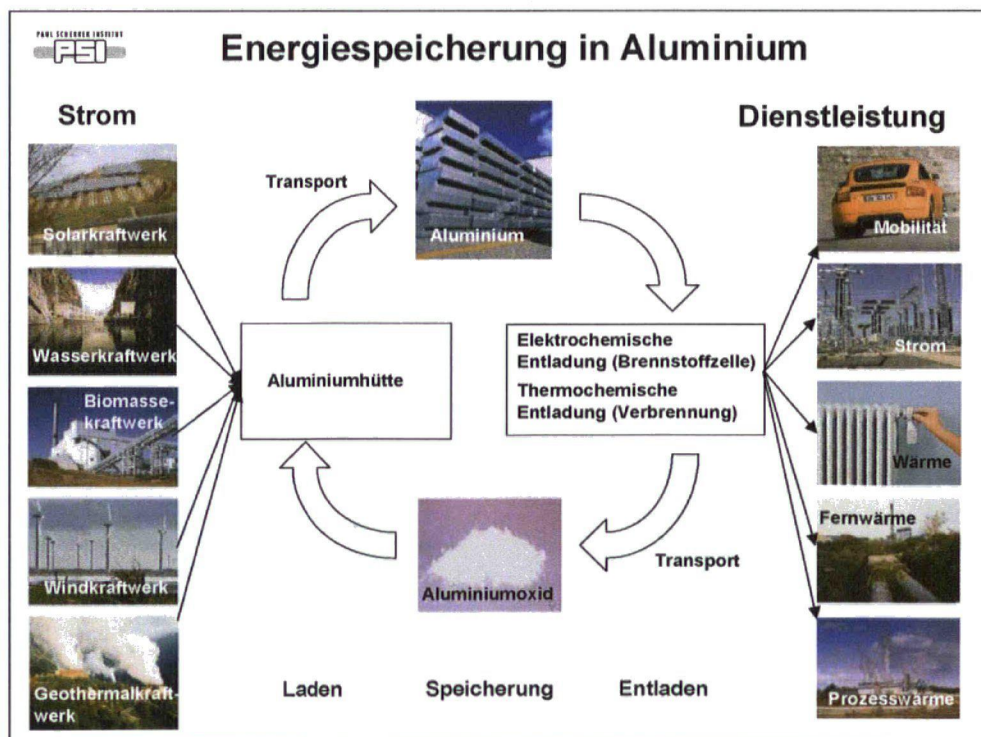 PAUL SCHERRER INSTITUT
PSI
Energiespeicherung in Aluminium
Strom
Solarkraftwerk
Wasserkraftwerk
Biomasse-
kraftwerk
Windkraftwerk
Geothermalkraft-
werk
Transport
Aluminium
Aluminiumhütte
Elektrochemische
Entladung (Brennstoffzelle)
Thermochemische
Entladung (Verbrennung)
Aluminiumoxid
Transport
Laden
Speicherung
Entladen
Dienstleistung
Mobilität
Strom
Wärme
Fernwärme
Prozesswärme